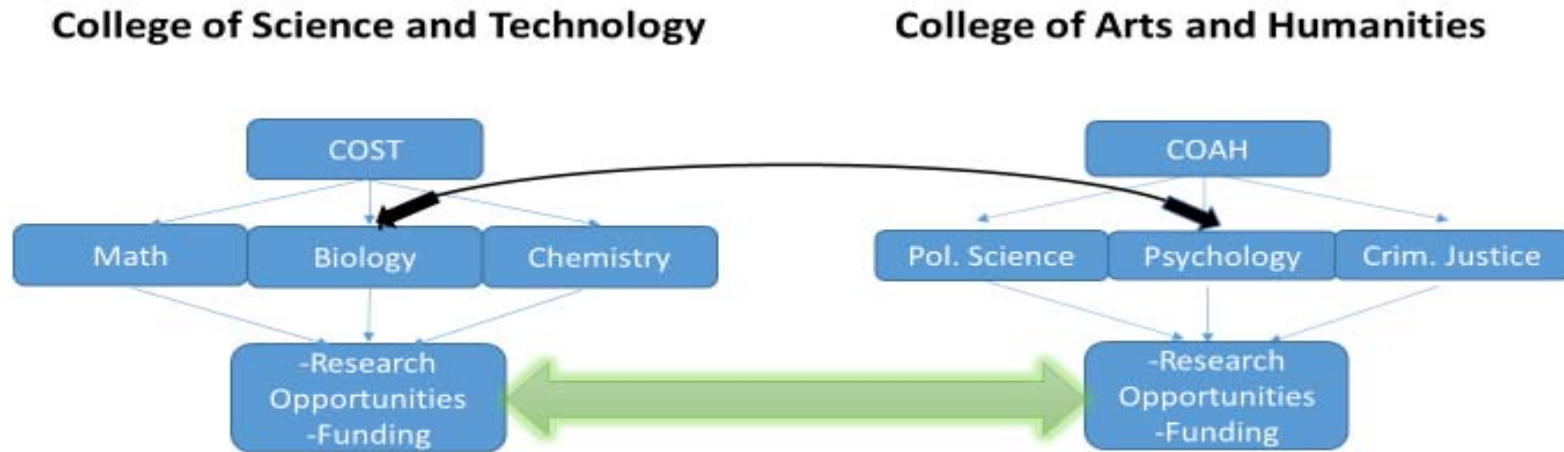 College of Science and Technology
College of Arts and Humanities
COST
COAH
Math
Biology
Chemistry
Pol. Science
Psychology
Crim. Justice
-Research
Opportunities
-Funding
-Research
Opportunities
-Funding